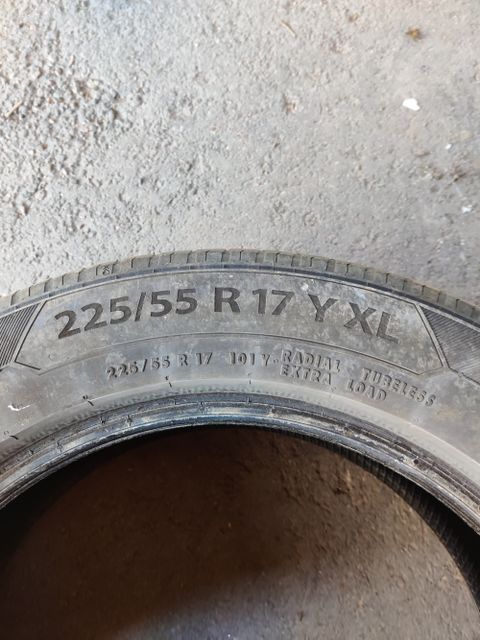 225/55 R 17 Y XL
225/55 R 17 101 Y RADIAL TUBELESS
EXTRA LOAD